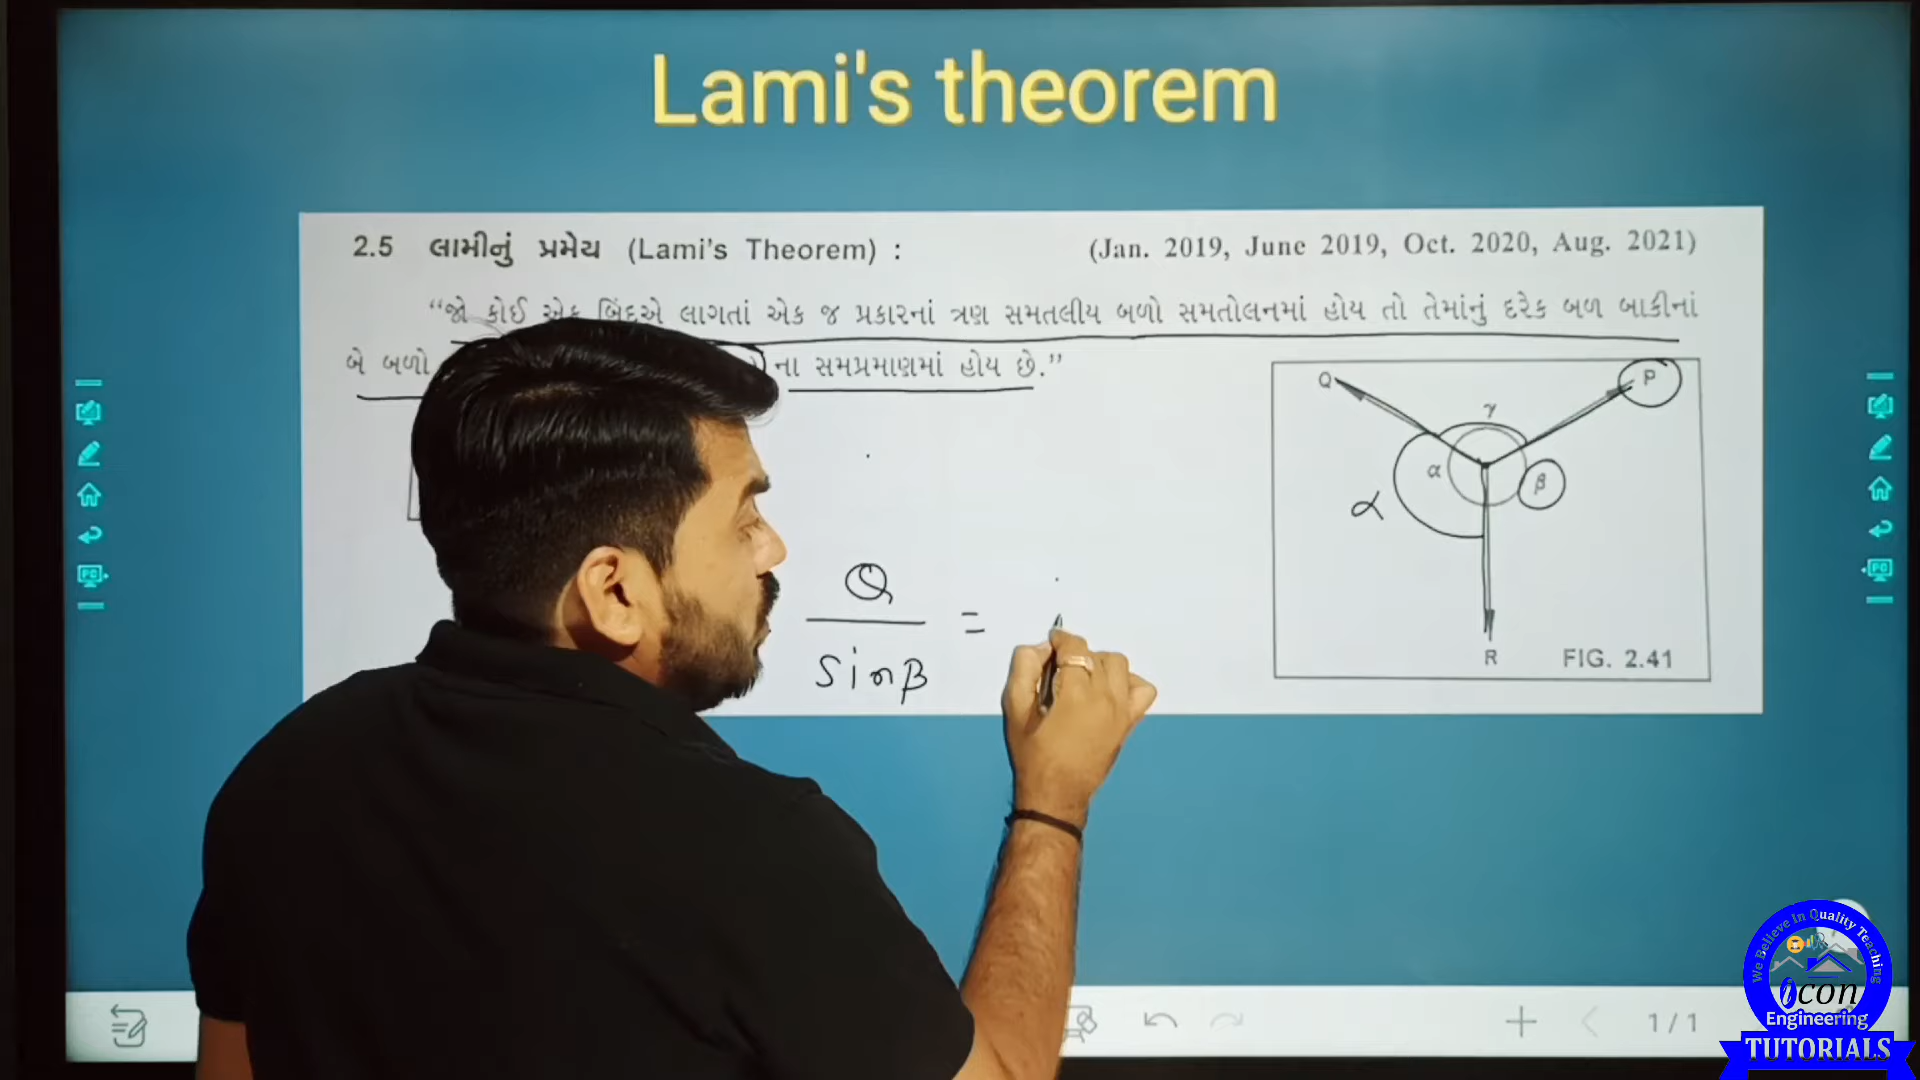 Lami's theorem
2.5 લામીનું પ્રમેય (Lami's Theorem) : (Jan. 2019, June 2019, Oct. 2020, Aug. 2021)
“જો કોઈ એક બિંદુએ લાગતાં એક જ પ્રકારનાં ત્રણ સમતલીય બળો સમતોલનમાં હોય તો તેમાંનું દરેક બળ બાકીનાં
બે બળો ના સમપ્રમાણમાં હોય છે.”
Q P
γ
α β
α
R FIG. 2.41
Q
=
sinβ
1/1
We Believe In Quality Teaching
icon
Engineering
TUTORIALS